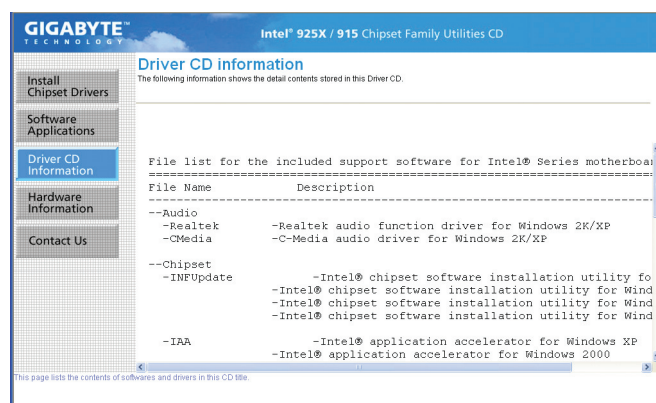 GIGABYTE™
TECHNOLOGY
Intel® 925X / 915 Chipset Family Utilities CD
Driver CD information
The following information shows the detail contents stored in this Driver CD.
Install
Chipset Drivers
Software
Applications
Driver CD
Information
Hardware
Information
Contact Us
File list for the included support software for Intel® Series motherboar
========================================================================
File Name Description
------------------------------------------------------------------------
--Audio
-Realtek -Realtek audio function driver for Windows 2K/XP
-CMedia -C-Media audio driver for Windows 2K/XP
--Chipset
-INFUpdate -Intel® chipset software installation utility fo
-Intel® chipset software installation utility for Wind
-Intel® chipset software installation utility for Wind
-Intel® chipset software installation utility for Wind
-IAA -Intel® application accelerator for Windows XP
-Intel® application accelerator for Windows 2000
This page lists the contents of softwares and drivers in this CD title.